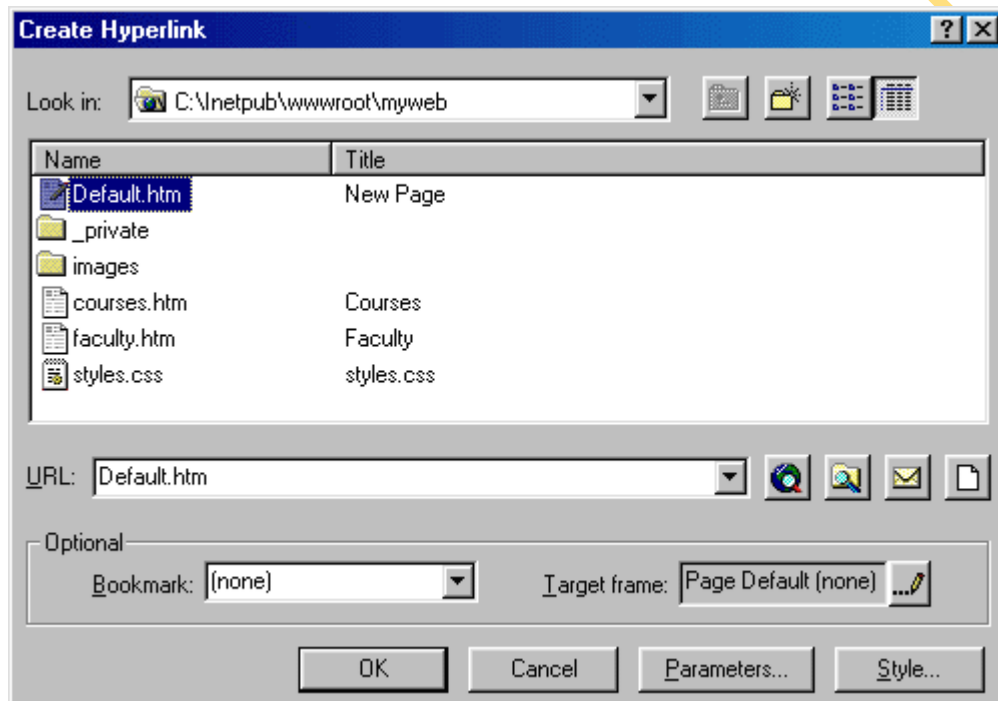 Create Hyperlink
Look in: C:\Inetpub\wwwroot\myweb
Name Title
Default.htm New Page
_private
images
courses.htm Courses
faculty.htm Faculty
styles.css styles.css
URL: Default.htm
Optional
Bookmark: (none) Target frame: Page Default (none)
OK Cancel Parameters... Style...